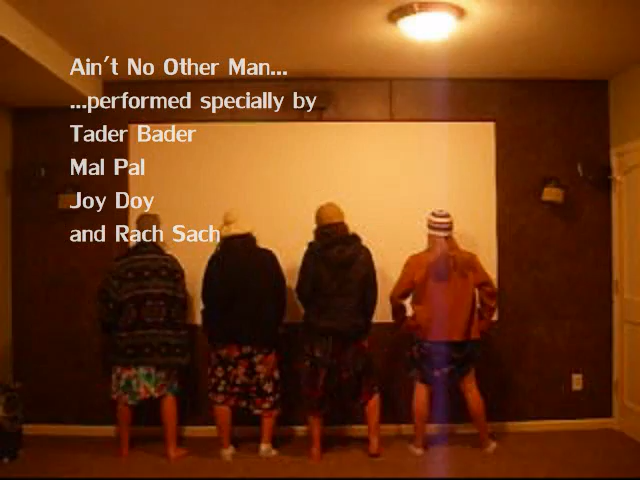 Ain't No Other Man...
...performed specially by
Tader Bader
Mal Pal
Joy Doy
and Rach Sach